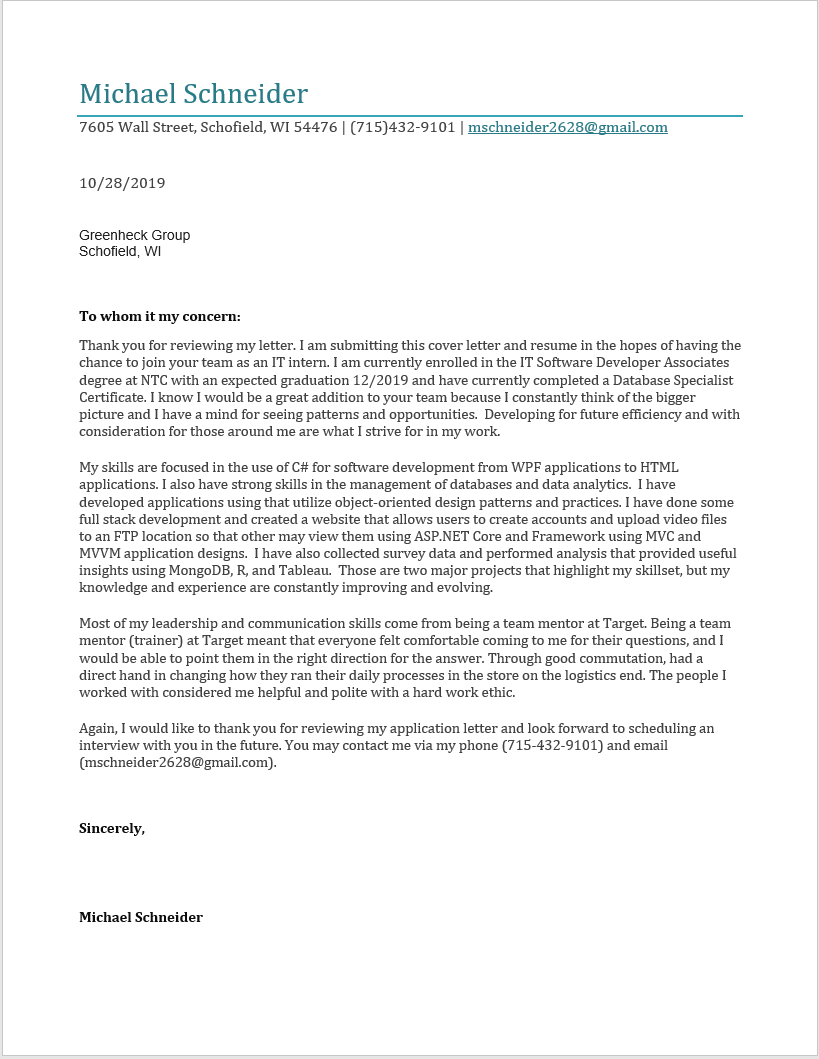 Michael Schneider
7605 Wall Street, Schofield, WI 54476 | (715)432-9101 | mschneider2628@gmail.com
10/28/2019
Greenheck Group
Schofield, WI
To whom it my concern:
Thank you for reviewing my letter. I am submitting this cover letter and resume in the hopes of having the
chance to join your team as an IT intern. I am currently enrolled in the IT Software Developer Associates
degree at NTC with an expected graduation 12/2019 and have currently completed a Database Specialist
Certificate. I know I would be a great addition to your team because I constantly think of the bigger
picture and I have a mind for seeing patterns and opportunities.  Developing for future efficiency and with
consideration for those around me are what I strive for in my work.
My skills are focused in the use of C# for software development from WPF applications to HTML
applications. I also have strong skills in the management of databases and data analytics.  I have
developed applications using that utilize object-oriented design patterns and practices. I have done some
full stack development and created a website that allows users to create accounts and upload video files
to an FTP location so that other may view them using ASP.NET Core and Framework using MVC and
MVVM application designs.  I have also collected survey data and performed analysis that provided useful
insights using MongoDB, R, and Tableau.  Those are two major projects that highlight my skillset, but my
knowledge and experience are constantly improving and evolving.
Most of my leadership and communication skills come from being a team mentor at Target. Being a team
mentor (trainer) at Target meant that everyone felt comfortable coming to me for their questions, and I
would be able to point them in the right direction for the answer. Through good commutation, had a
direct hand in changing how they ran their daily processes in the store on the logistics end. The people I
worked with considered me helpful and polite with a hard work ethic.
Again, I would like to thank you for reviewing my application letter and look forward to scheduling an
interview with you in the future. You may contact me via my phone (715-432-9101) and email
(mschneider2628@gmail.com).
Sincerely,
Michael Schneider